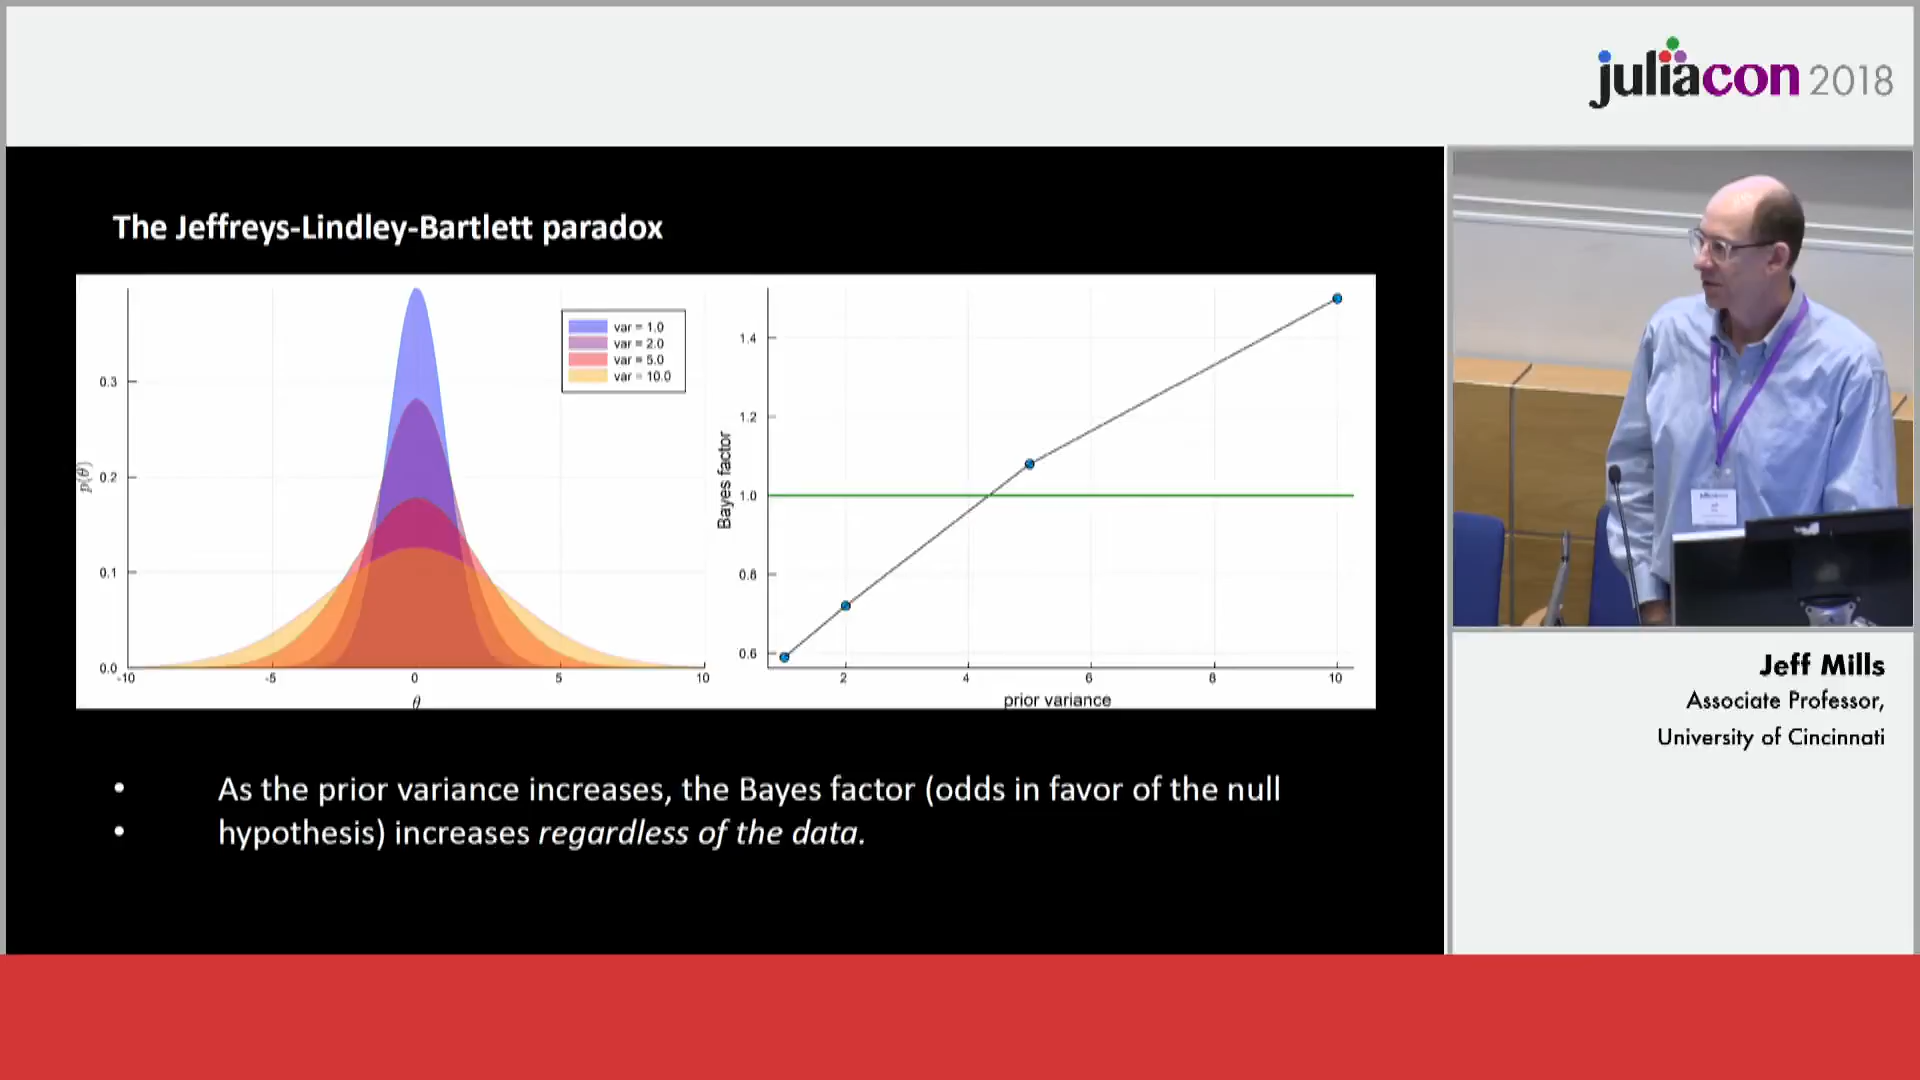 juliacon 2018
The Jeffreys-Lindley-Bartlett paradox
var = 1.0
var = 2.0
var = 5.0
var = 10.0
0.3
0.2
0.1
0.0
p(θ)
-10
-5
0
5
10
θ
1.4
1.2
1.0
0.8
0.6
Bayes factor
2
4
6
8
10
prior variance
• As the prior variance increases, the Bayes factor (odds in favor of the null
• hypothesis) increases regardless of the data.
Jeff Mills
Associate Professor,
University of Cincinnati